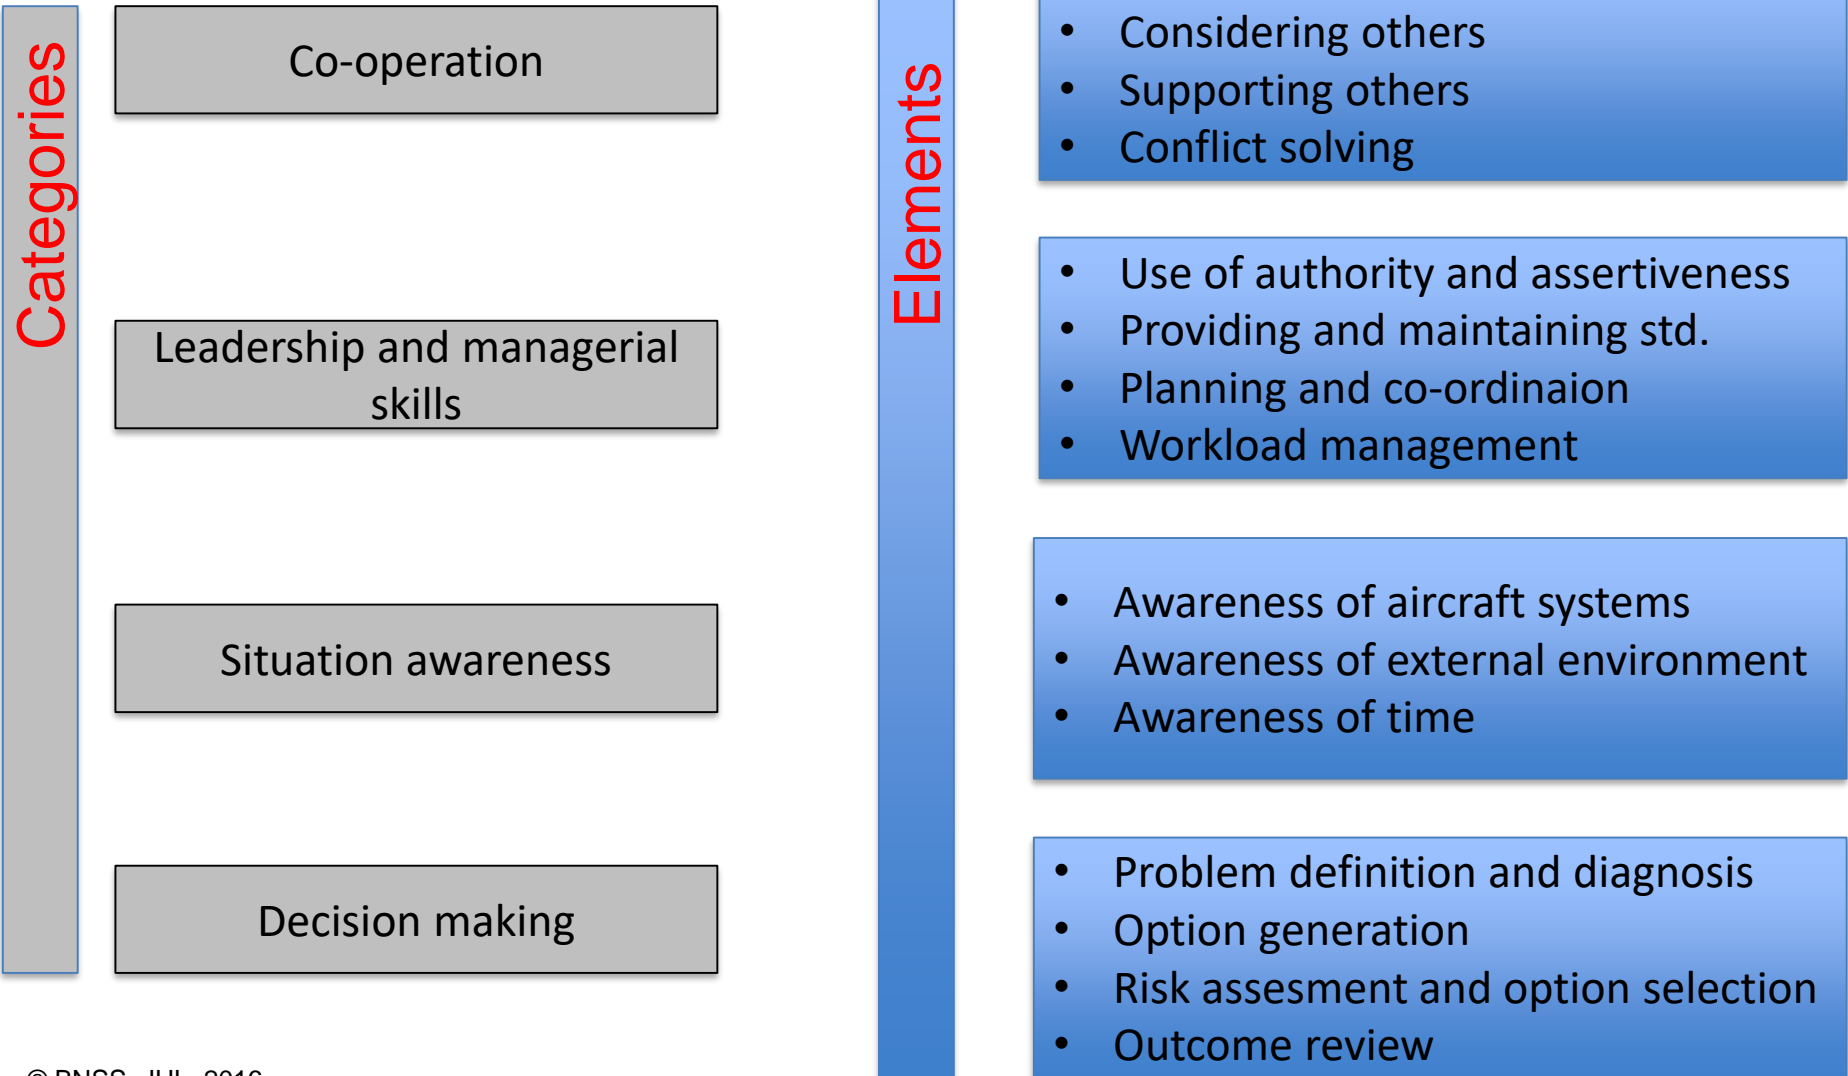 Categories
Co-operation
Leadership and managerial
skills
Situation awareness
Decision making
Elements
• Considering others
• Supporting others
• Conflict solving
• Use of authority and assertiveness
• Providing and maintaining std.
• Planning and co-ordinaion
• Workload management
• Awareness of aircraft systems
• Awareness of external environment
• Awareness of time
• Problem definition and diagnosis
• Option generation
• Risk assesment and option selection
• Outcome review